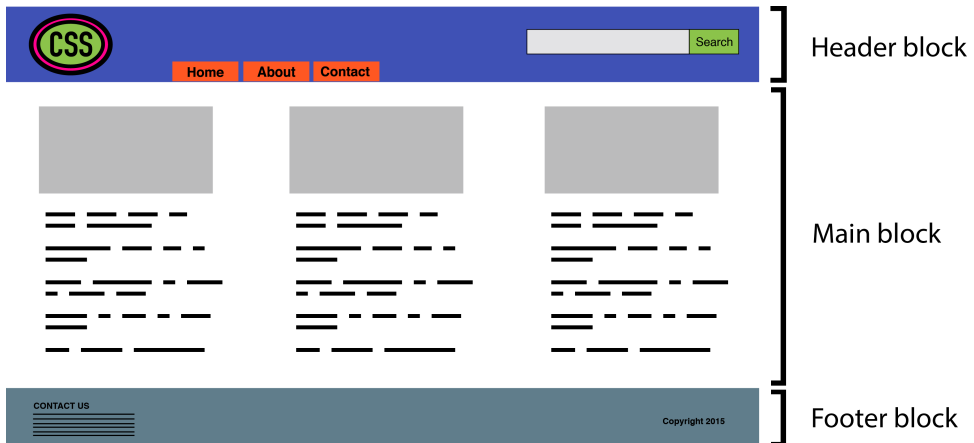 CSS
Search
Home About Contact
Header block
Main block
CONTACT US
Copyright 2015
Footer block